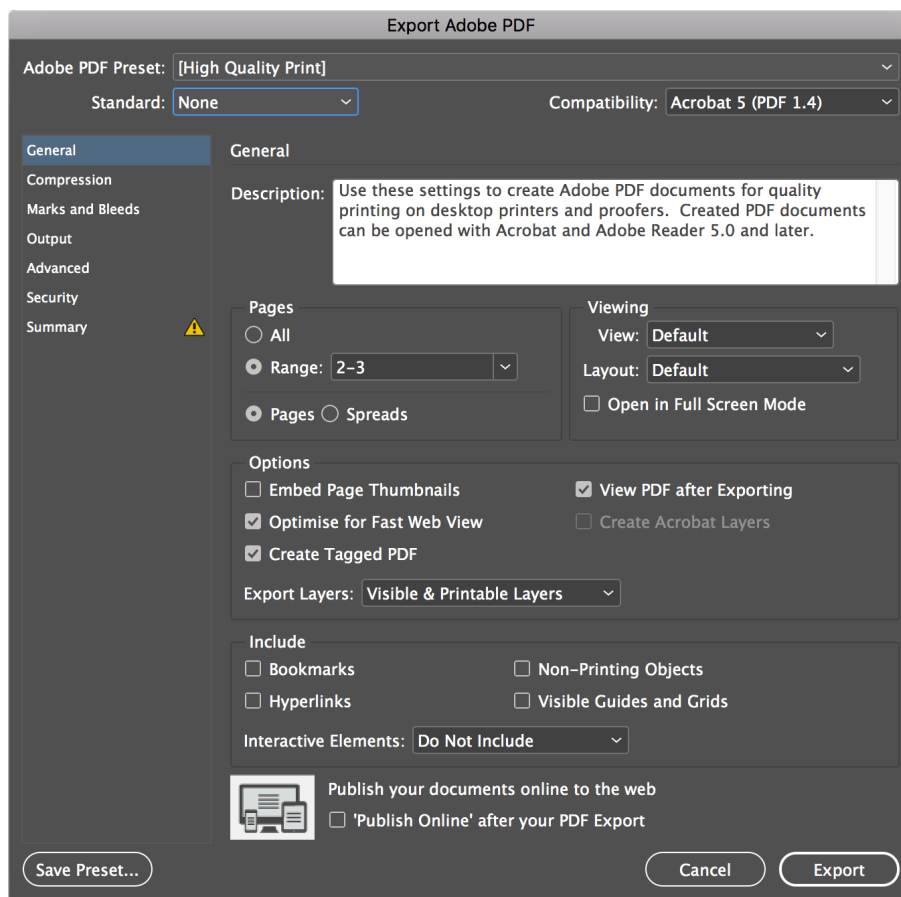 Export Adobe PDF
Adobe PDF Preset: [High Quality Print]
Standard: None Compatibility: Acrobat 5 (PDF 1.4)
General
Compression
Marks and Bleeds
Output
Advanced
Security
Summary
General
Description: Use these settings to create Adobe PDF documents for quality
printing on desktop printers and proofers. Created PDF documents
can be opened with Acrobat and Adobe Reader 5.0 and later.
Pages
All
Range: 2-3
Pages Spreads
Viewing
View: Default
Layout: Default
Open in Full Screen Mode
Options
Embed Page Thumbnails View PDF after Exporting
Optimise for Fast Web View Create Acrobat Layers
Create Tagged PDF
Export Layers: Visible & Printable Layers
Include
Bookmarks Non-Printing Objects
Hyperlinks Visible Guides and Grids
Interactive Elements: Do Not Include
Publish your documents online to the web
'Publish Online' after your PDF Export
Save Preset... Cancel Export